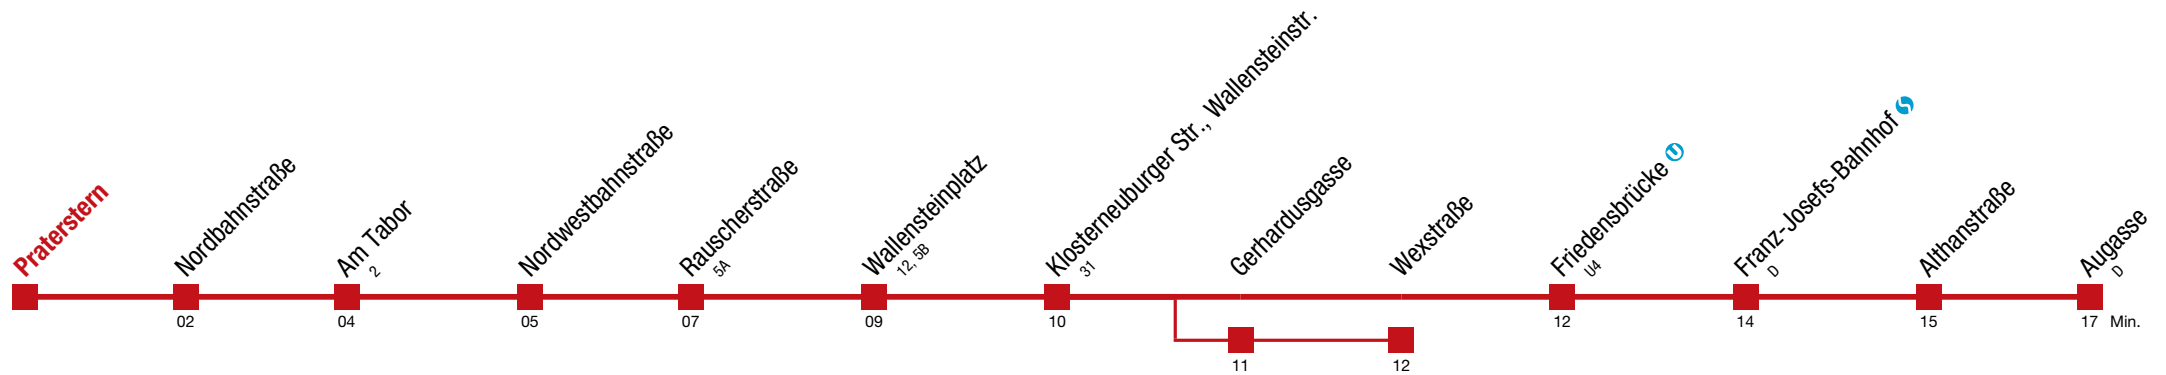 Praterstern
Nordbahnstraße
02
Am Tabor
2
04
Nordwestbahnstraße
05
Rauscherstraße
5A
07
Wallensteinplatz
12, 5B
09
Klosterneuburger Str., Wallensteinstr.
31
10
Gerhardusgasse
11
Wexstraße
12
Friedensbrücke U
U4
12
Franz-Josefs-Bahnhof S
D
14
Althanstraße
15
Augasse
D
17 Min.